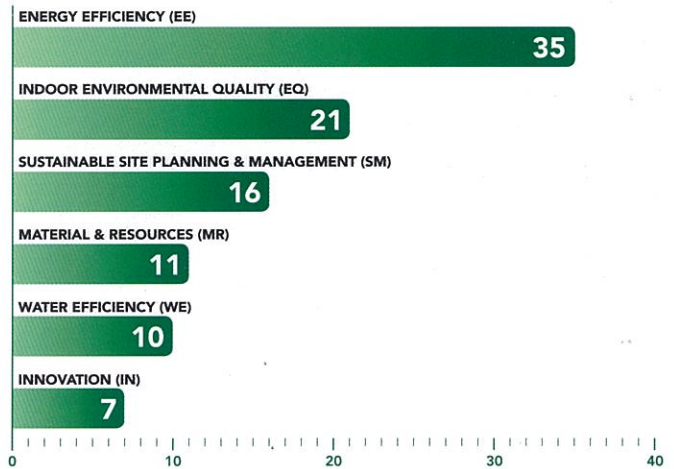 ENERGY EFFICIENCY (EE)
35
INDOOR ENVIRONMENTAL QUALITY (EQ)
21
SUSTAINABLE SITE PLANNING & MANAGEMENT (SM)
16
MATERIAL & RESOURCES (MR)
11
WATER EFFICIENCY (WE)
10
INNOVATION (IN)
7
0 10 20 30 40